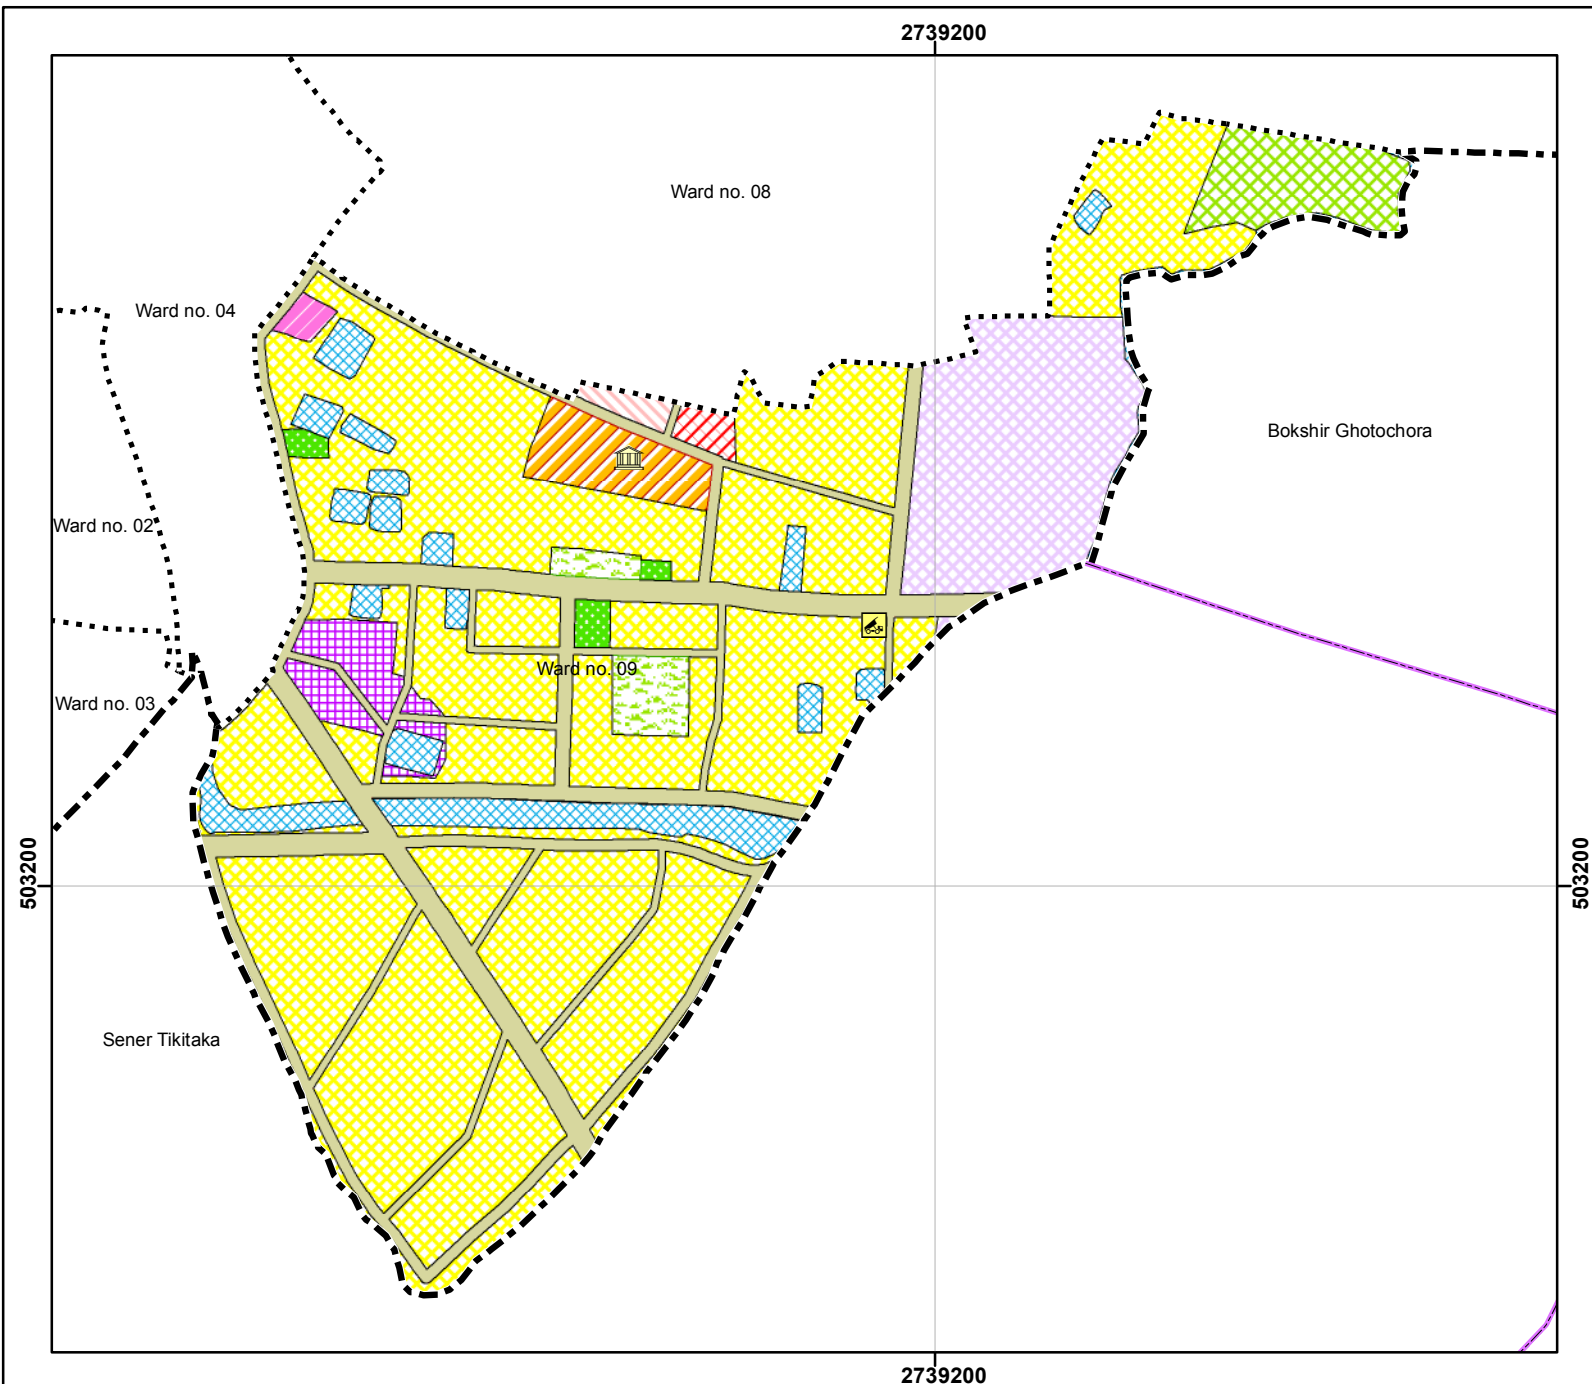 2739200
Ward no. 08
Ward no. 04
Bokshir Ghotochora
Ward no. 02
Ward no. 09
Ward no. 03
503200
503200
Sener Tikitaka
2739200